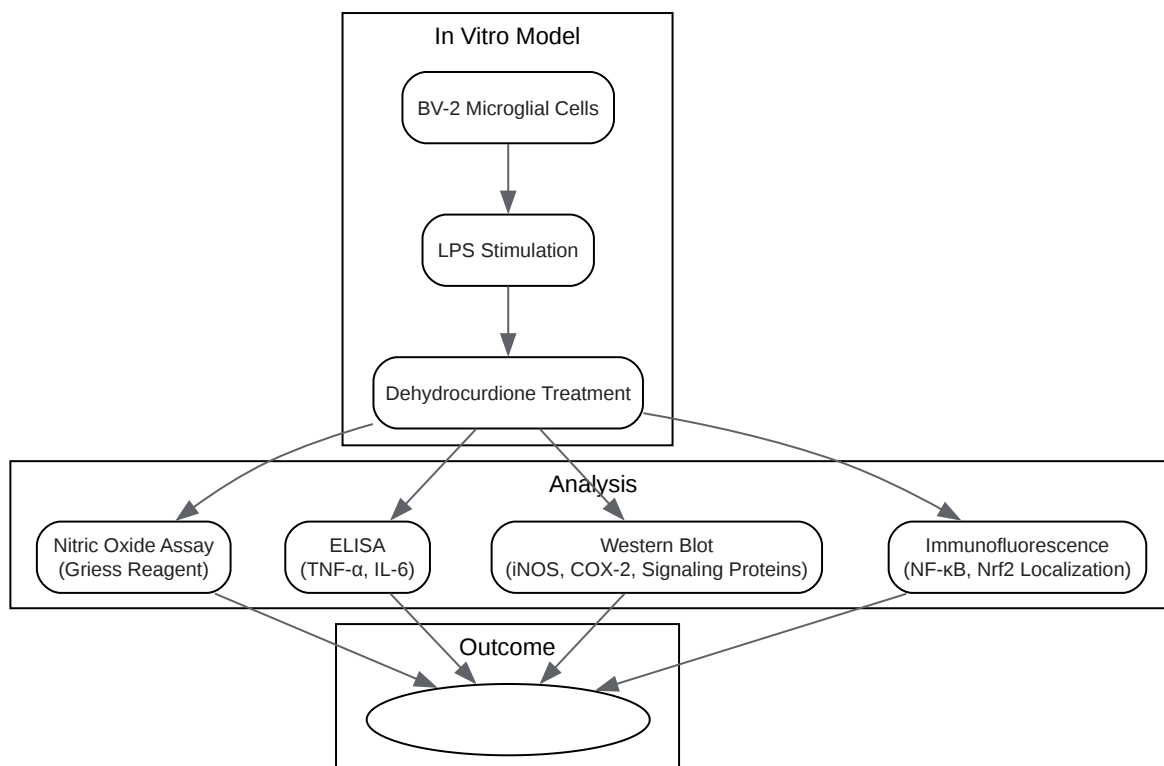 In Vitro Model
BV-2 Microglial Cells
LPS Stimulation
Dehydrocurdione Treatment
Analysis
Nitric Oxide Assay
(Griess Reagent)
ELISA
(TNF-α, IL-6)
Western Blot
(iNOS, COX-2, Signaling Proteins)
Immunofluorescence
(NF-κB, Nrf2 Localization)
Outcome